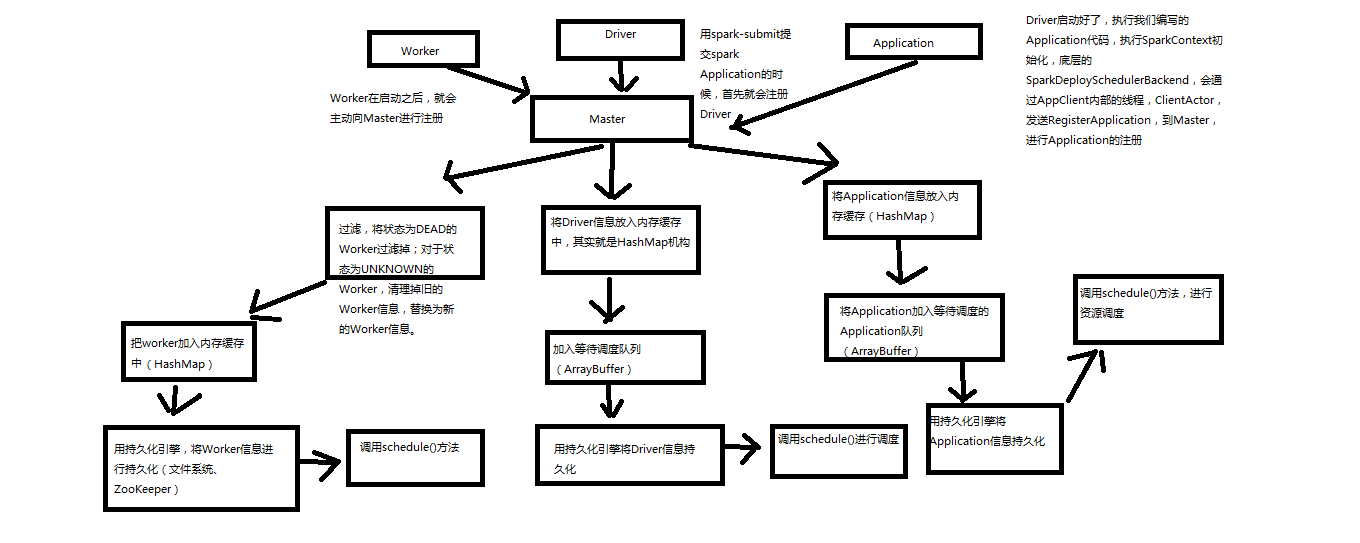 Worker
Driver
Application
用spark-submit提
交spark
Application的时
候，首先就会注册
Driver
Driver启动好了，执行我们编写的
Application代码，执行SparkContext初
始化，底层的
SparkDeploySchedulerBackend，会通
过AppClient内部的线程，ClientActor，
发送RegisterApplication，到Master，
进行Application的注册
Worker在启动之后，就会
主动向Master进行注册
Master
过滤，将状态为DEAD的
Worker过滤掉；对于状
态为UNKNOWN的
Worker，清理掉旧的
Worker信息，替换为新
的Worker信息。
将Driver信息放入内存缓存
中，其实就是HashMap机构
将Application信息放入内
存缓存（HashMap）
把worker加入内存缓存
中（HashMap）
加入等待调度队列
（ArrayBuffer）
将Application加入等待调度的
Application队列
（ArrayBuffer）
调用schedule()方法，进行
资源调度
用持久化引擎，将Worker信息进
行持久化（文件系统、
ZooKeeper）
调用schedule()方法
用持久化引擎将Driver信息持
久化
调用schedule()进行调度
用持久化引擎将
Application信息持久化